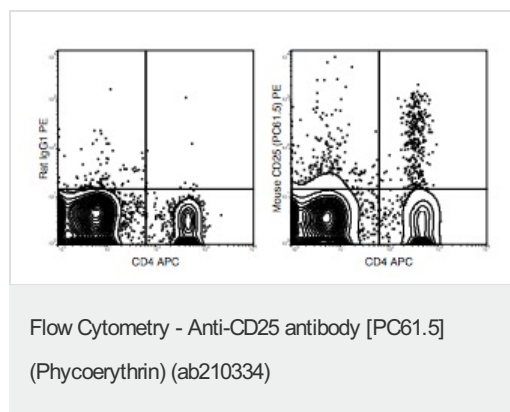 Rat IgG1 PE
Mouse CD25 (PC61.5) PE
CD4 APC
CD4 APC
Flow Cytometry - Anti-CD25 antibody [PC61.5]
(Phycoerythrin) (ab210334)